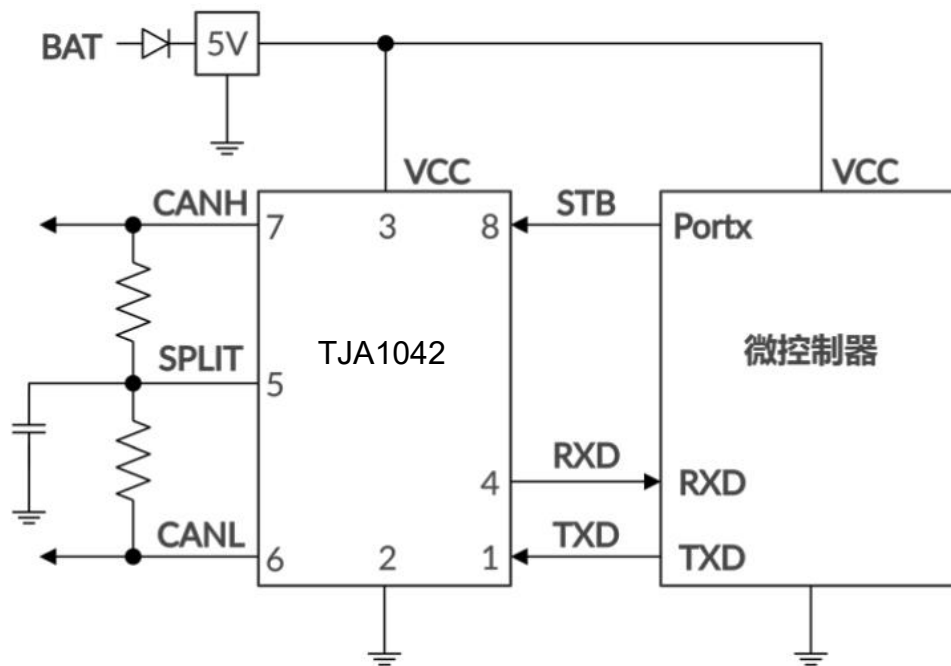 BAT
5V
VCC
VCC
CANH
7
3
8
STB
Portx
TJA1042
微控制器
SPLIT
5
RXD
4
RXD
CANL
6
2
1
TXD
TXD